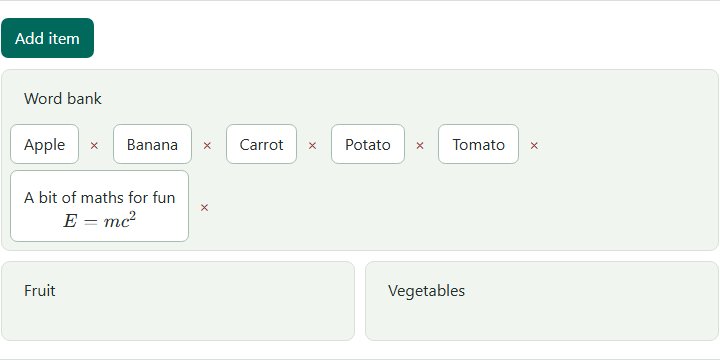 Add item
Word bank
Apple × Banana × Carrot × Potato × Tomato ×
A bit of maths for fun
E = mc² ×
Fruit Vegetables